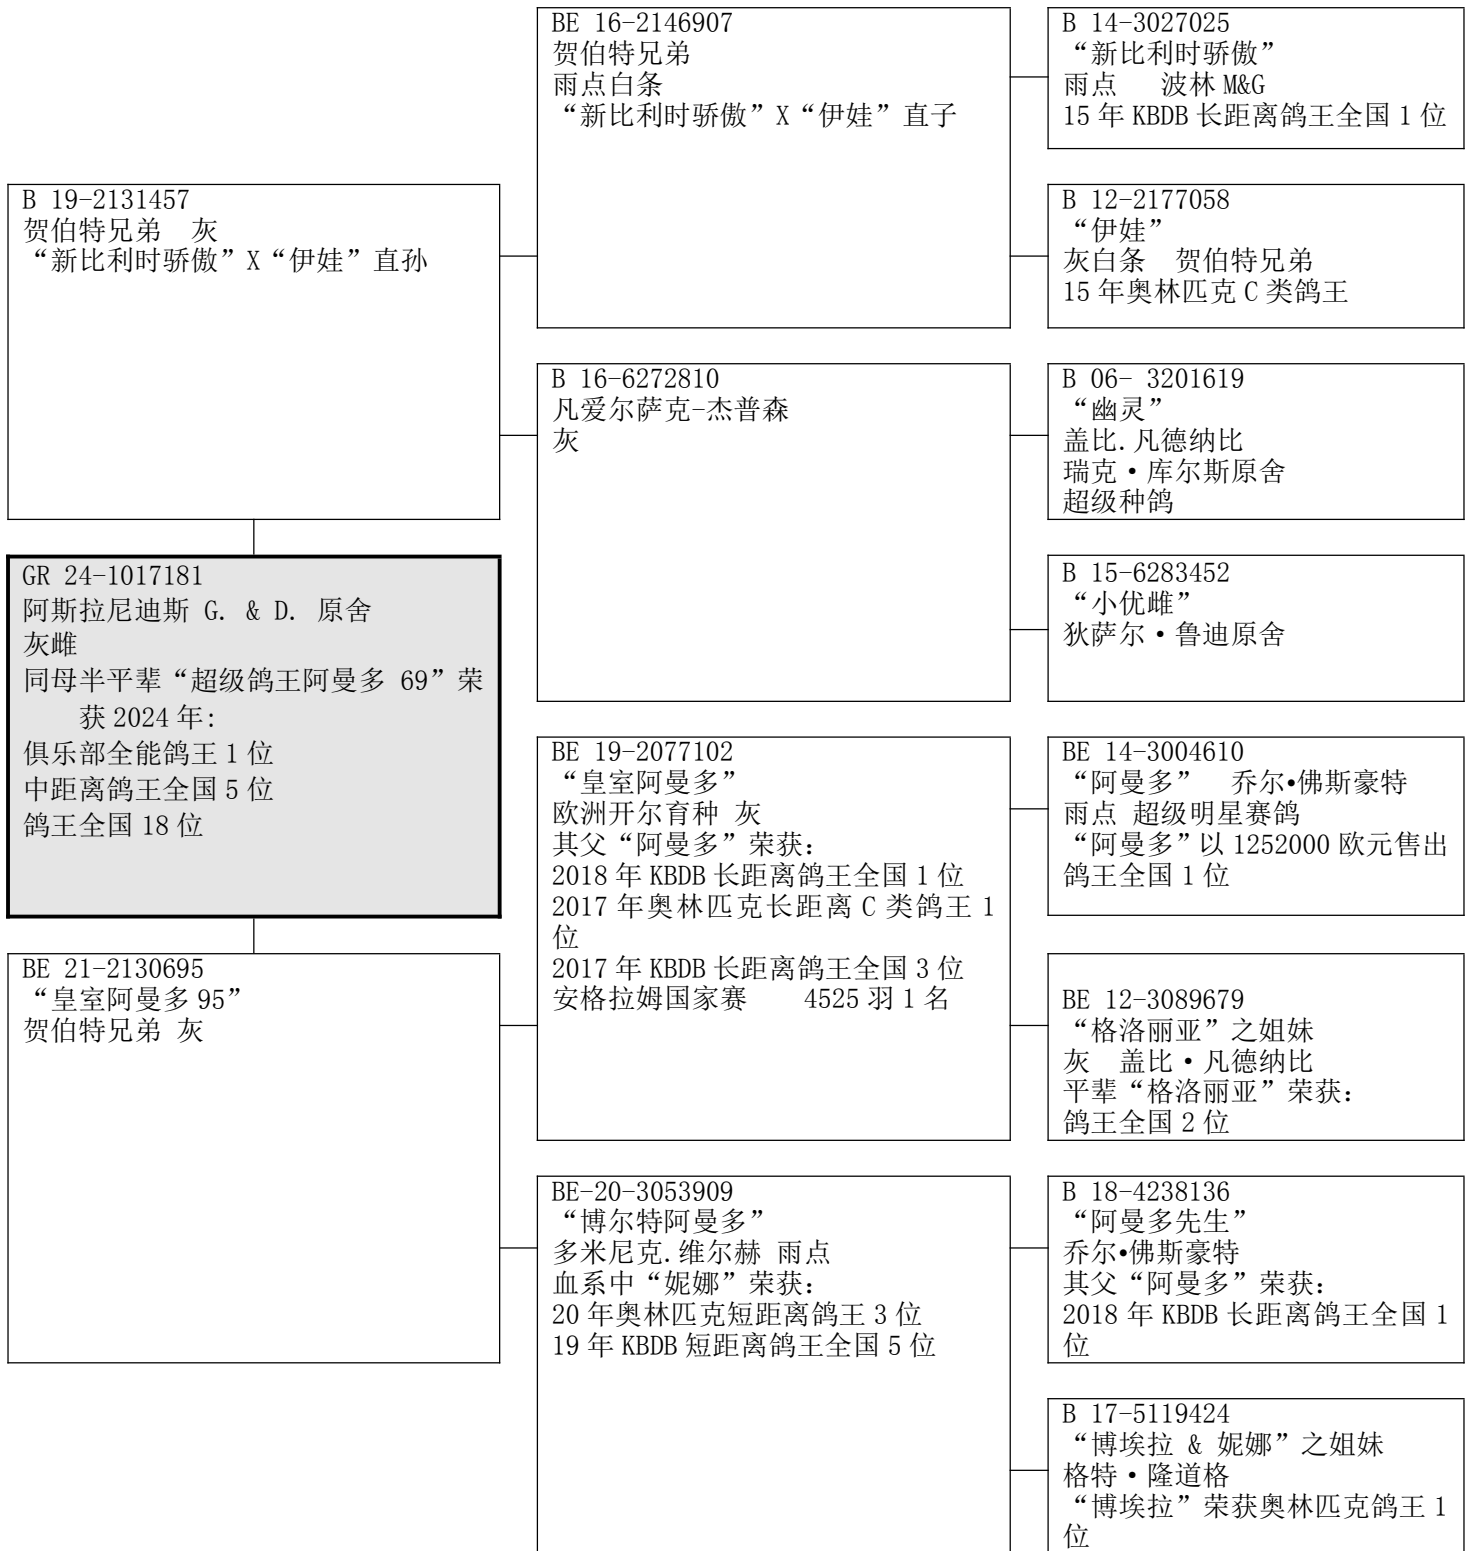 B 19-2131457
贺伯特兄弟 灰
“新比利时骄傲”X“伊娃”直孙
GR 24-1017181
阿斯拉尼迪斯 G. & D. 原舍
灰雌
同母半平辈“超级鸽王阿曼多 69”荣
获 2024 年:
俱乐部全能鸽王 1 位
中距离鸽王全国 5 位
鸽王全国 18 位
BE 21-2130695
“皇室阿曼多 95”
贺伯特兄弟 灰
BE 16-2146907
贺伯特兄弟
雨点白条
“新比利时骄傲”X“伊娃”直子
B 16-6272810
凡爱尔萨克-杰普森
灰
BE 19-2077102
“皇室阿曼多”
欧洲开尔育种 灰
其父“阿曼多”荣获：
2018 年 KBDB 长距离鸽王全国 1 位
2017 年奥林匹克长距离 C 类鸽王 1
位
2017 年 KBDB 长距离鸽王全国 3 位
安格拉姆国家赛 4525 羽 1 名
BE-20-3053909
“博尔特阿曼多”
多米尼克.维尔赫 雨点
血系中“妮娜”荣获：
20 年奥林匹克短距离鸽王 3 位
19 年 KBDB 短距离鸽王全国 5 位
B 14-3027025
“新比利时骄傲”
雨点 波林 M&G
15 年 KBDB 长距离鸽王全国 1 位
B 12-2177058
“伊娃”
灰白条 贺伯特兄弟
15 年奥林匹克 C 类鸽王
B 06- 3201619
“幽灵”
盖比.凡德纳比
瑞克·库尔斯原舍
超级种鸽
B 15-6283452
“小优雌”
狄萨尔·鲁迪原舍
BE 14-3004610
“阿曼多” 乔尔•佛斯豪特
雨点 超级明星赛鸽
“阿曼多”以 1252000 欧元售出
鸽王全国 1 位
BE 12-3089679
“格洛丽亚”之姐妹
灰 盖比·凡德纳比
平辈“格洛丽亚”荣获：
鸽王全国 2 位
B 18-4238136
“阿曼多先生”
乔尔•佛斯豪特
其父“阿曼多”荣获：
2018 年 KBDB 长距离鸽王全国 1
位
B 17-5119424
“博埃拉 & 妮娜”之姐妹
格特·隆道格
“博埃拉”荣获奥林匹克鸽王 1
位